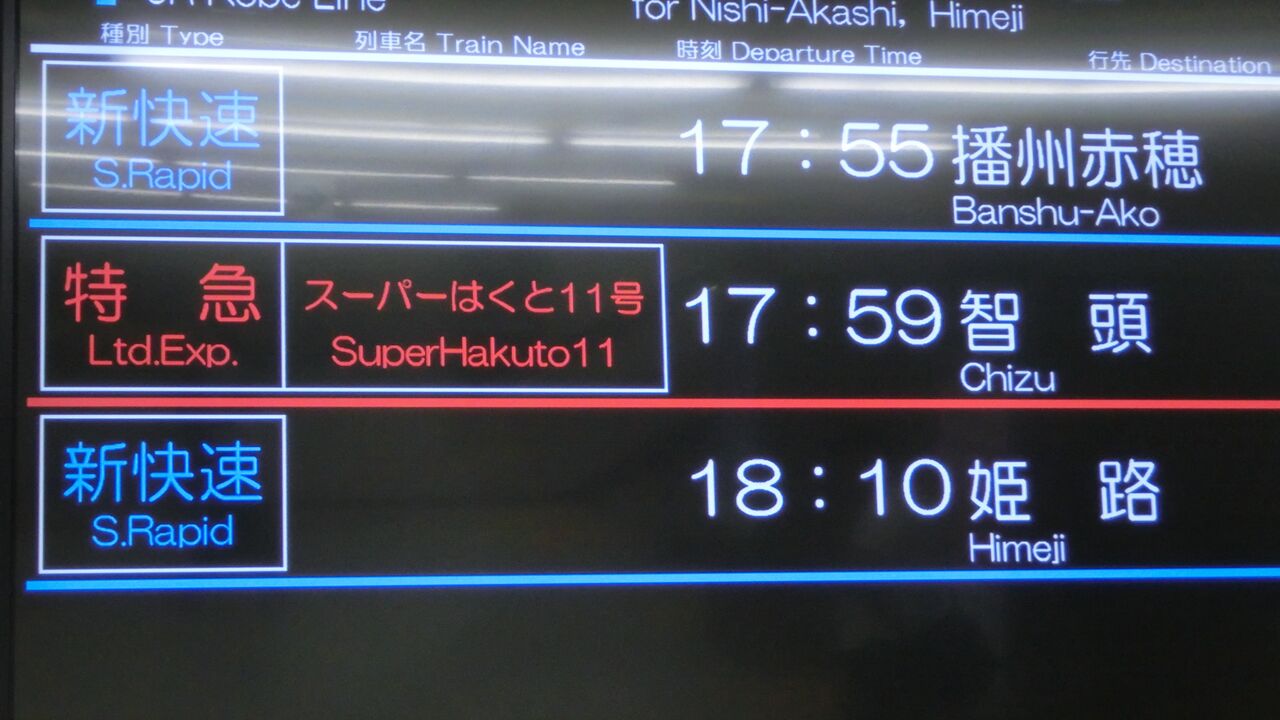 JR Kobe Line
for Nishi-Akashi, Himeji
種別 Type 列車名 Train Name 時刻 Departure Time 行先 Destination
新快速 17:55 播州赤穂
S.Rapid Banshu-Ako
特急 スーパーはくと11号 17:59 智頭
Ltd.Exp. SuperHakuto11 Chizu
新快速 18:10 姫路
S.Rapid Himeji